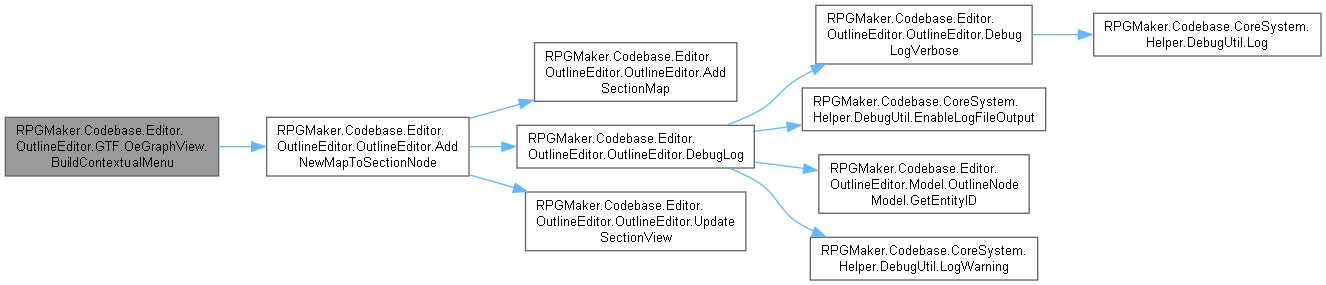 RPGMaker.Codebase.Editor.
OutlineEditor.GTF.OeGraphView.
BuildContextualMenu
RPGMaker.Codebase.Editor.
OutlineEditor.OutlineEditor.Add
NewMapToSectionNode
RPGMaker.Codebase.Editor.
OutlineEditor.OutlineEditor.Add
SectionMap
RPGMaker.Codebase.Editor.
OutlineEditor.OutlineEditor.DebugLog
RPGMaker.Codebase.Editor.
OutlineEditor.OutlineEditor.Update
SectionView
RPGMaker.Codebase.Editor.
OutlineEditor.OutlineEditor.Debug
LogVerbose
RPGMaker.Codebase.CoreSystem.
Helper.DebugUtil.EnableLogFileOutput
RPGMaker.Codebase.Editor.
OutlineEditor.Model.OutlineNode
Model.GetEntityID
RPGMaker.Codebase.CoreSystem.
Helper.DebugUtil.LogWarning
RPGMaker.Codebase.CoreSystem.
Helper.DebugUtil.Log